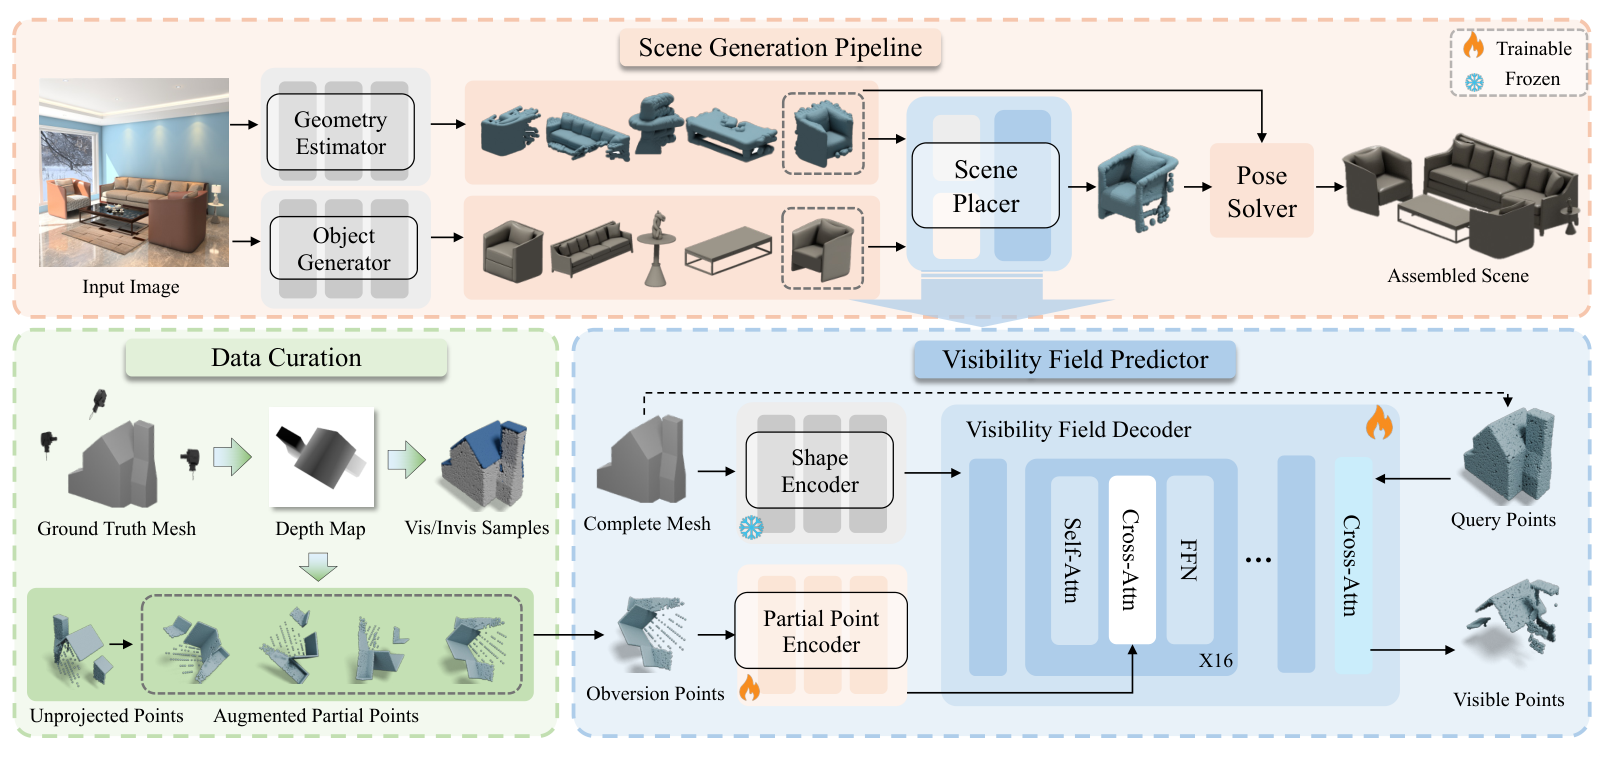 Scene Generation Pipeline
Trainable
Frozen
Geometry
Estimator
Object
Generator
Scene
Placer
Pose
Solver
Input Image
Assembled Scene
Data Curation
Ground Truth Mesh
Depth Map
Vis/Invis Samples
Unprojected Points
Augmented Partial Points
Visibility Field Predictor
Complete Mesh
Shape
Encoder
Obversion Points
Partial Point
Encoder
Visibility Field Decoder
Self-Attn
Cross-Attn
FFN
X16
...
Cross-Attn
Query Points
Visible Points